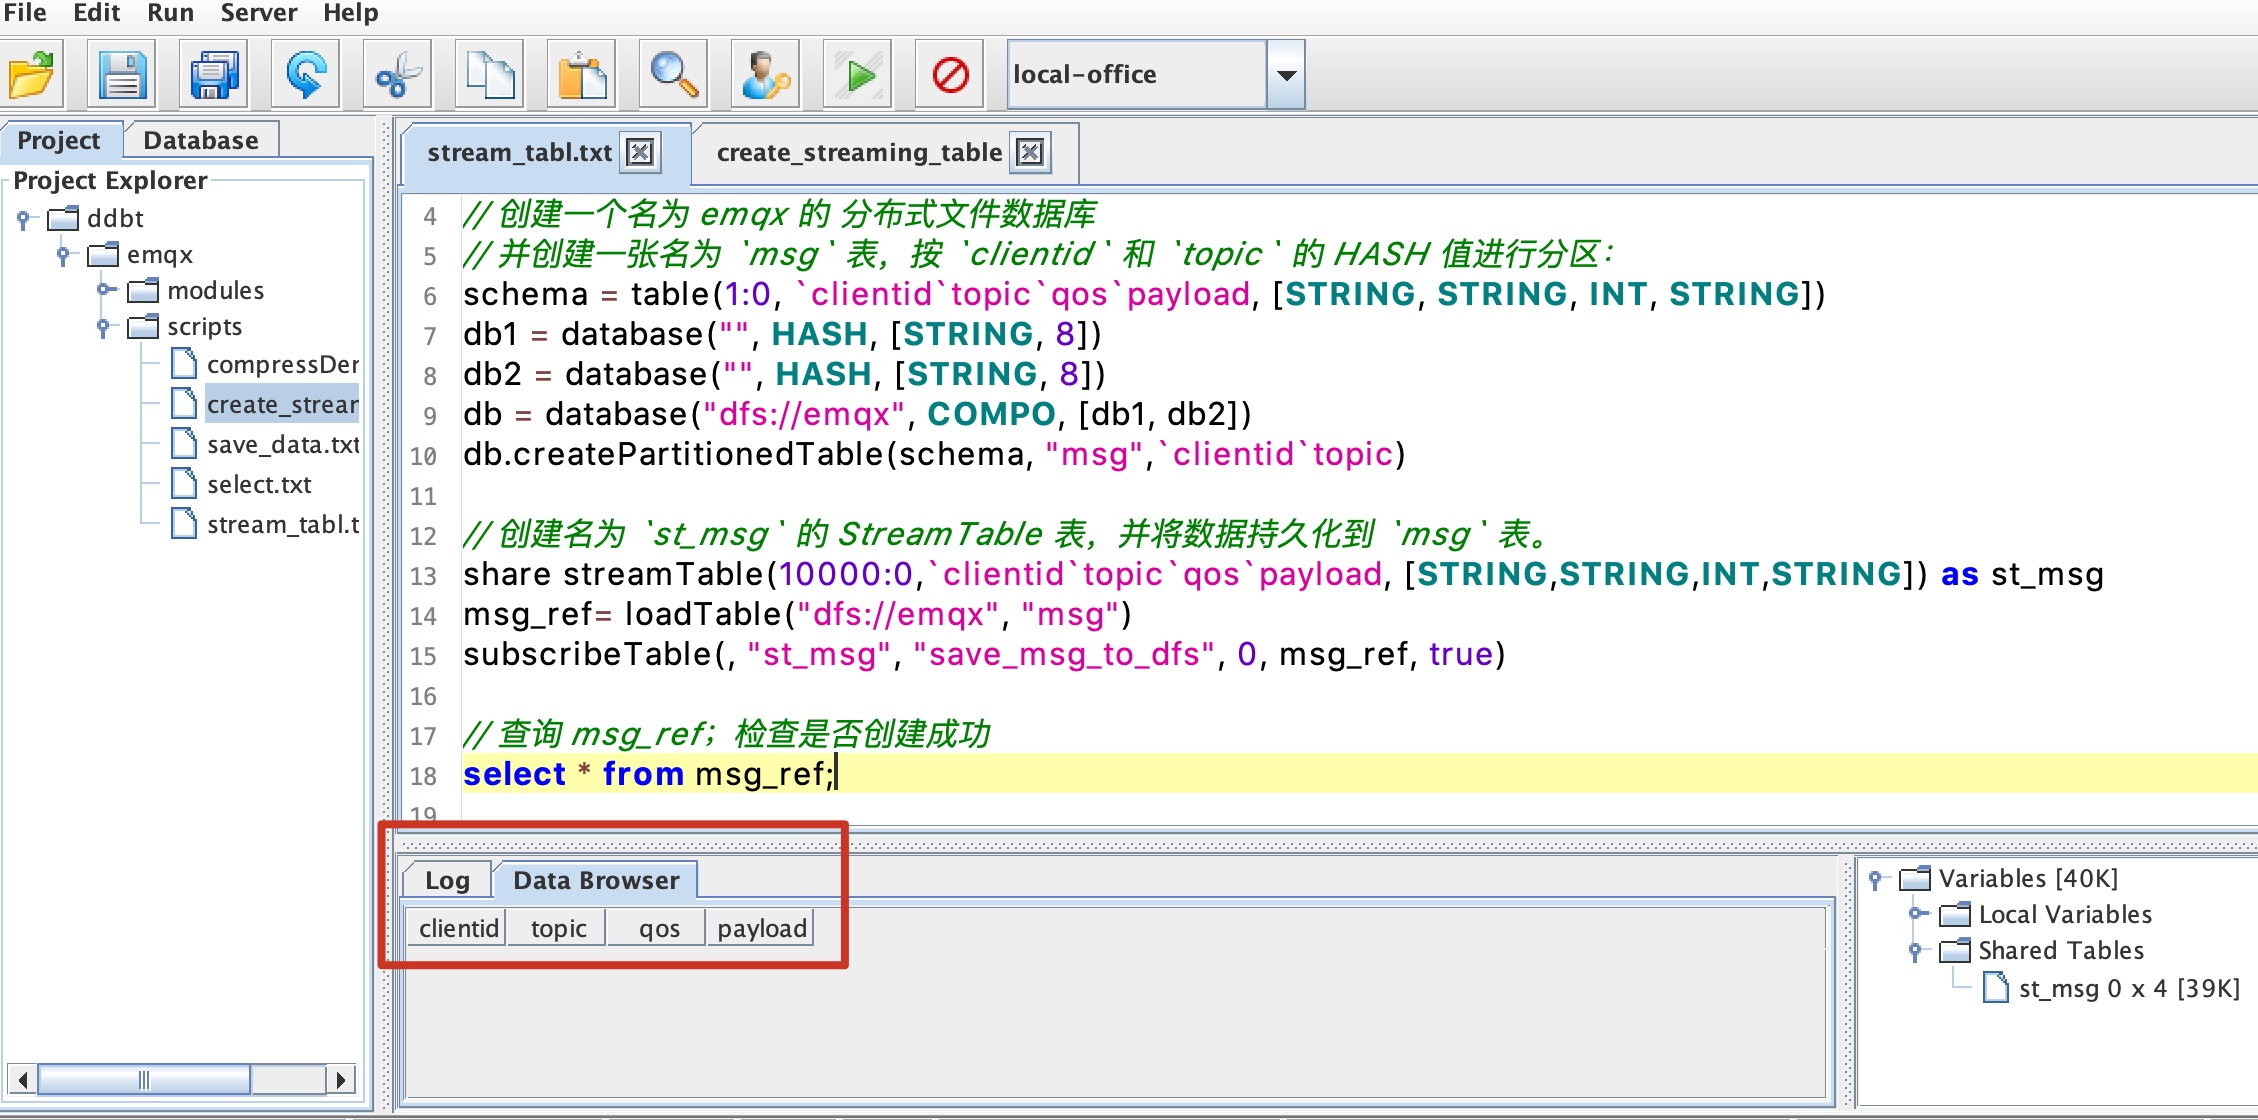 File Edit Run Server Help
local-office
Project Database
Project Explorer
ddbt
emqx
modules
scripts
compressDer
create_strear
save_data.txt
select.txt
stream_tabl.t
stream_tabl.txt create_streaming_table
4 // 创建一个名为 emqx 的 分布式文件数据库
5 // 并创建一张名为 `msg` 表，按 `clientid` 和 `topic` 的 HASH 值进行分区：
6 schema = table(1:0, `clientid`topic`qos`payload, [STRING, STRING, INT, STRING])
7 db1 = database("", HASH, [STRING, 8])
8 db2 = database("", HASH, [STRING, 8])
9 db = database("dfs://emqx", COMPO, [db1, db2])
10 db.createPartitionedTable(schema, "msg",`clientid`topic)
11
12 // 创建名为 `st_msg` 的 StreamTable 表，并将数据持久化到 `msg` 表。
13 share streamTable(10000:0,`clientid`topic`qos`payload, [STRING,STRING,INT,STRING]) as st_msg
14 msg_ref= loadTable("dfs://emqx", "msg")
15 subscribeTable(, "st_msg", "save_msg_to_dfs", 0, msg_ref, true)
16
17 // 查询 msg_ref；检查是否创建成功
18 select * from msg_ref;
19
Log Data Browser
clientid topic qos payload
Variables [40K]
Local Variables
Shared Tables
st_msg 0 x 4 [39K]